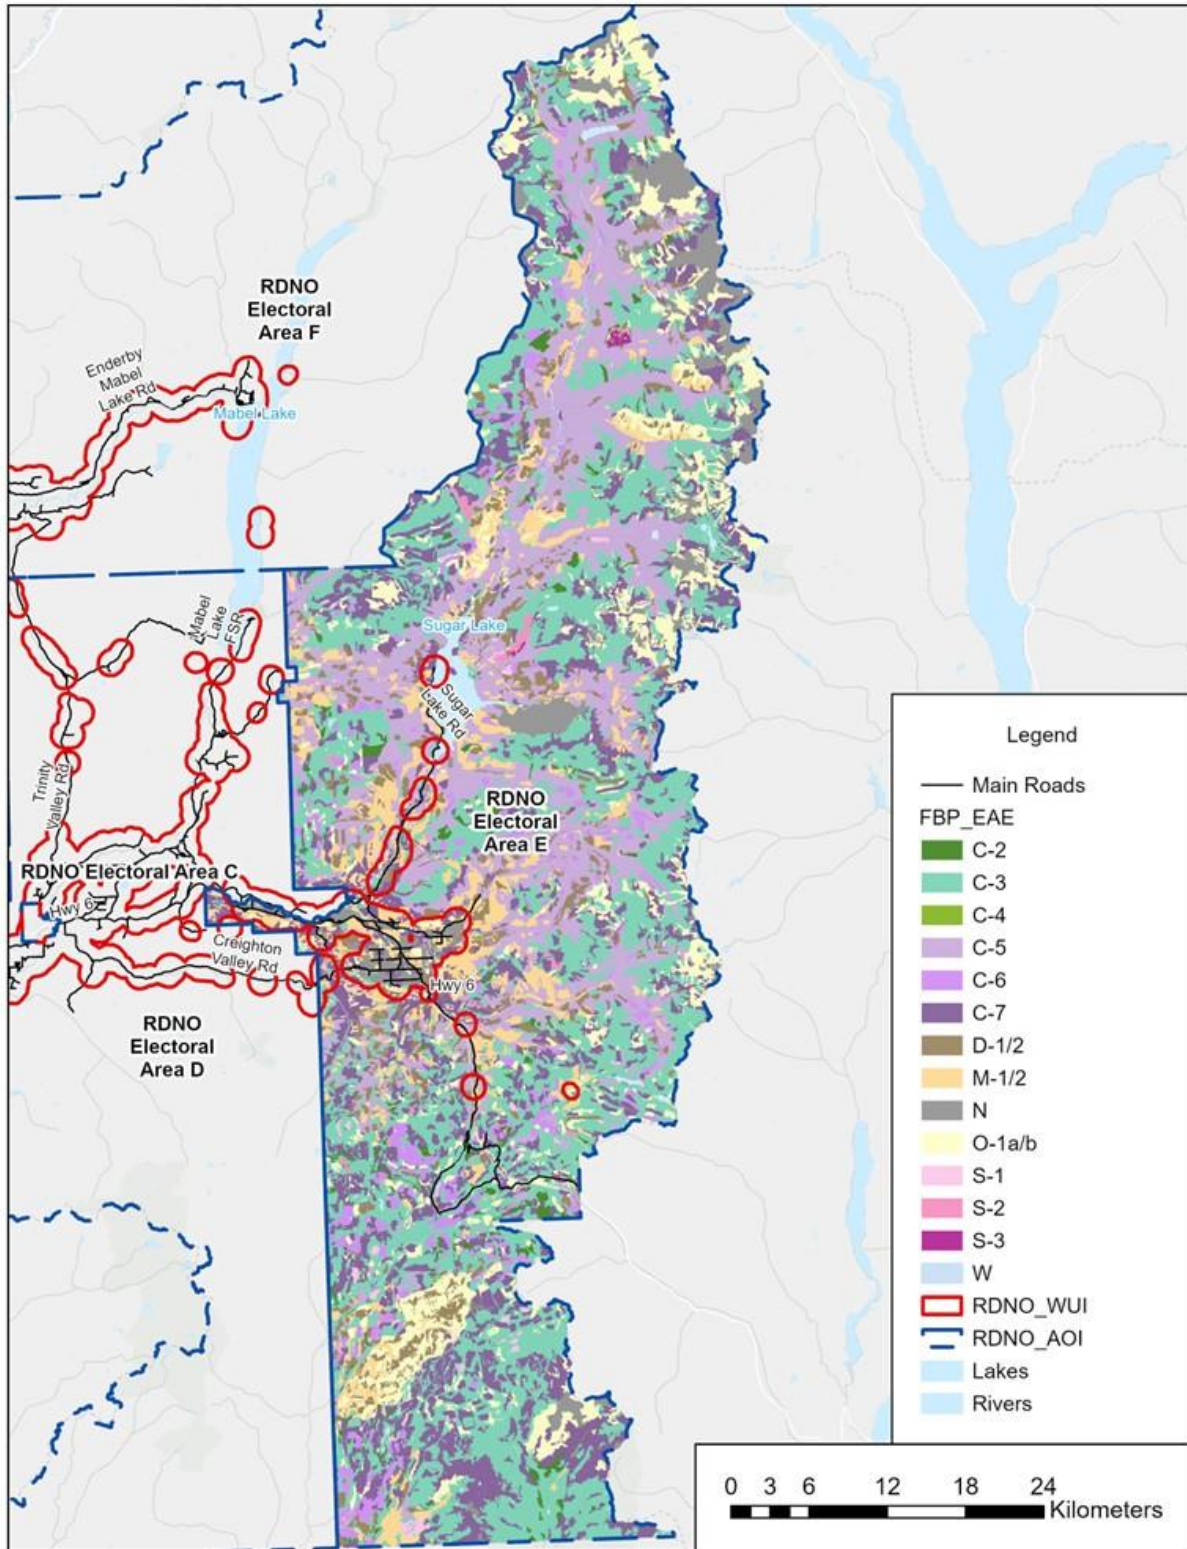 RDNO
Electoral
Area F
Enderby
Mabel
Lake Rd
Mabel Lake
Mabel
Lake
FSR
Sugar Lake
Sugar
Lake Rd
Trinity
Valley Rd
RDNO
Electoral
Area E
RDNO Electoral Area C
Hwy 6
Creighton
Valley Rd
Hwy 6
RDNO
Electoral
Area D
Legend
Main Roads
FBP_EAE
C-2
C-3
C-4
C-5
C-6
C-7
D-1/2
M-1/2
N
O-1a/b
S-1
S-2
S-3
W
RDNO_WUI
RDNO_AOI
Lakes
Rivers
0 3 6 12 18 24
Kilometers